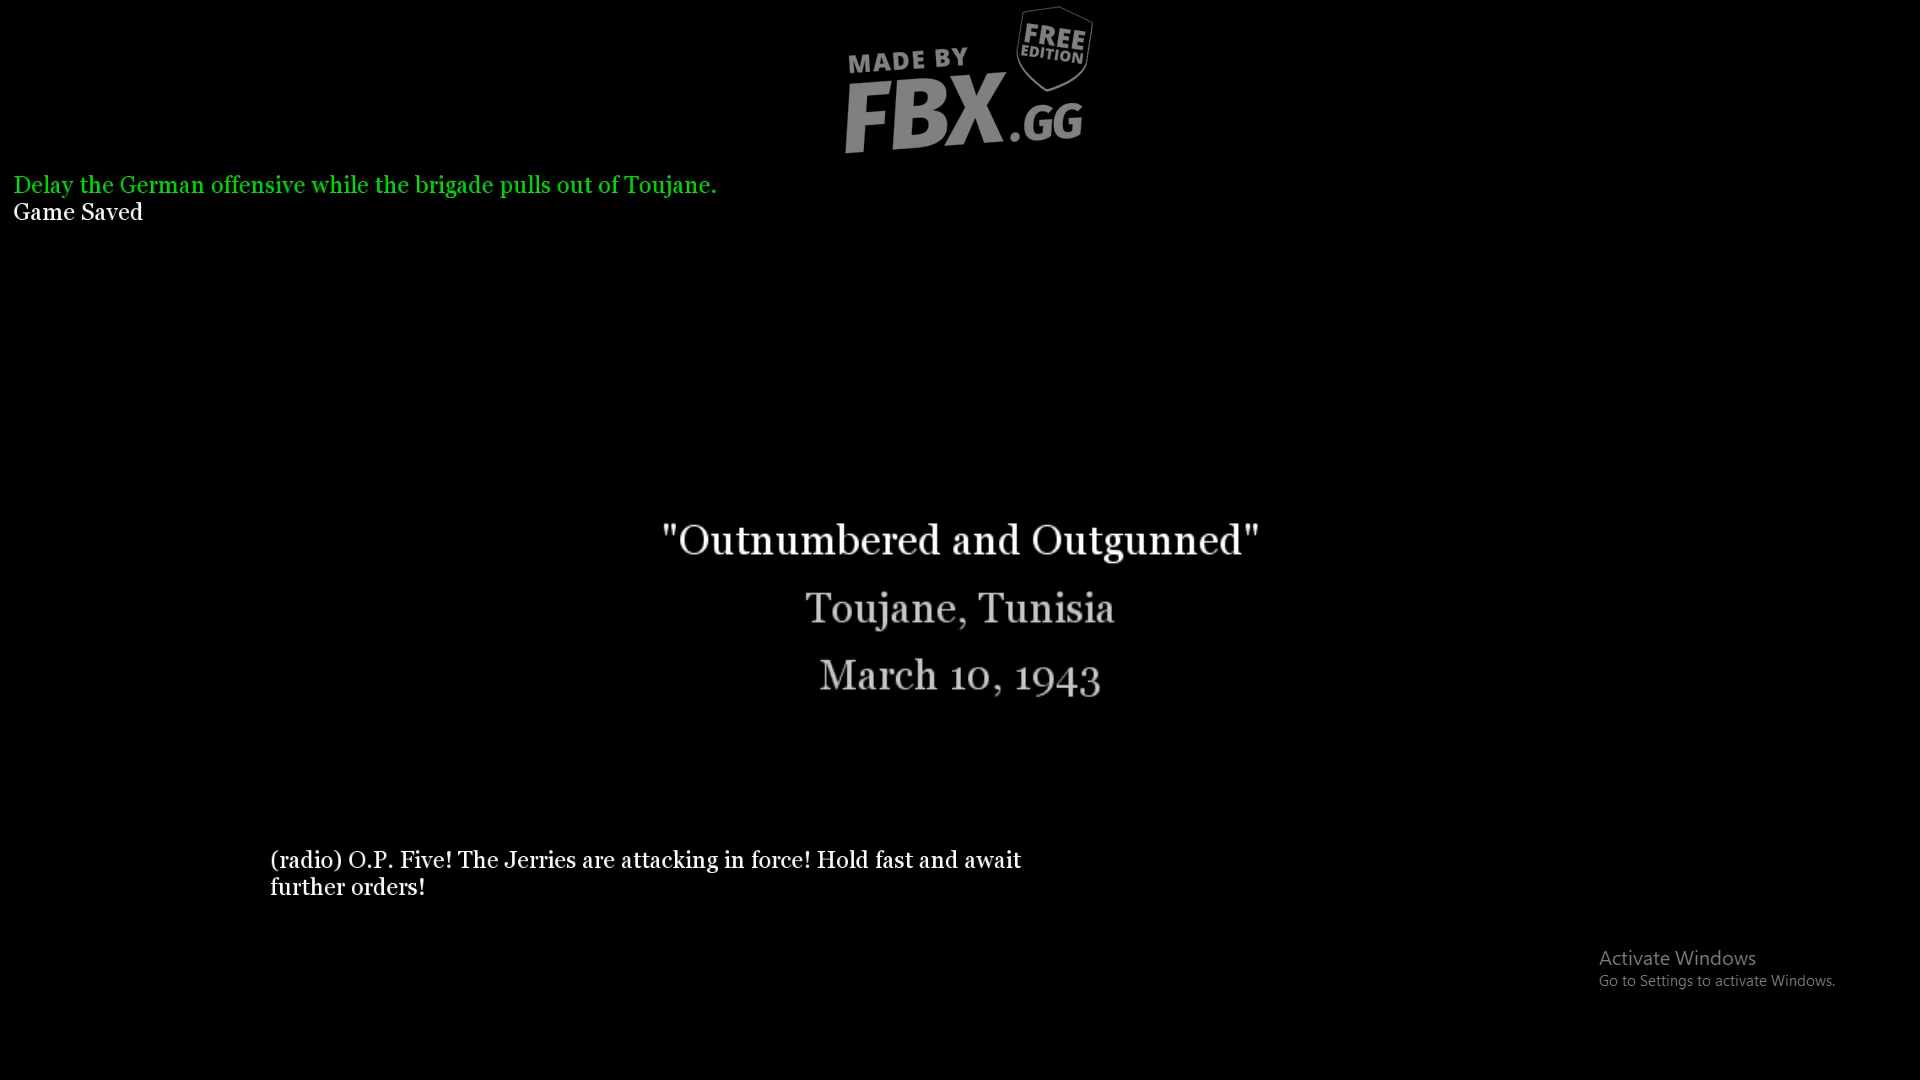 FREE
EDITION
MADE BY
FBX.GG
Delay the German offensive while the brigade pulls out of Toujane.
Game Saved
"Outnumbered and Outgunned"
Toujane, Tunisia
March 10, 1943
(radio) O.P. Five! The Jerries are attacking in force! Hold fast and await
further orders!
Activate Windows
Go to Settings to activate Windows.